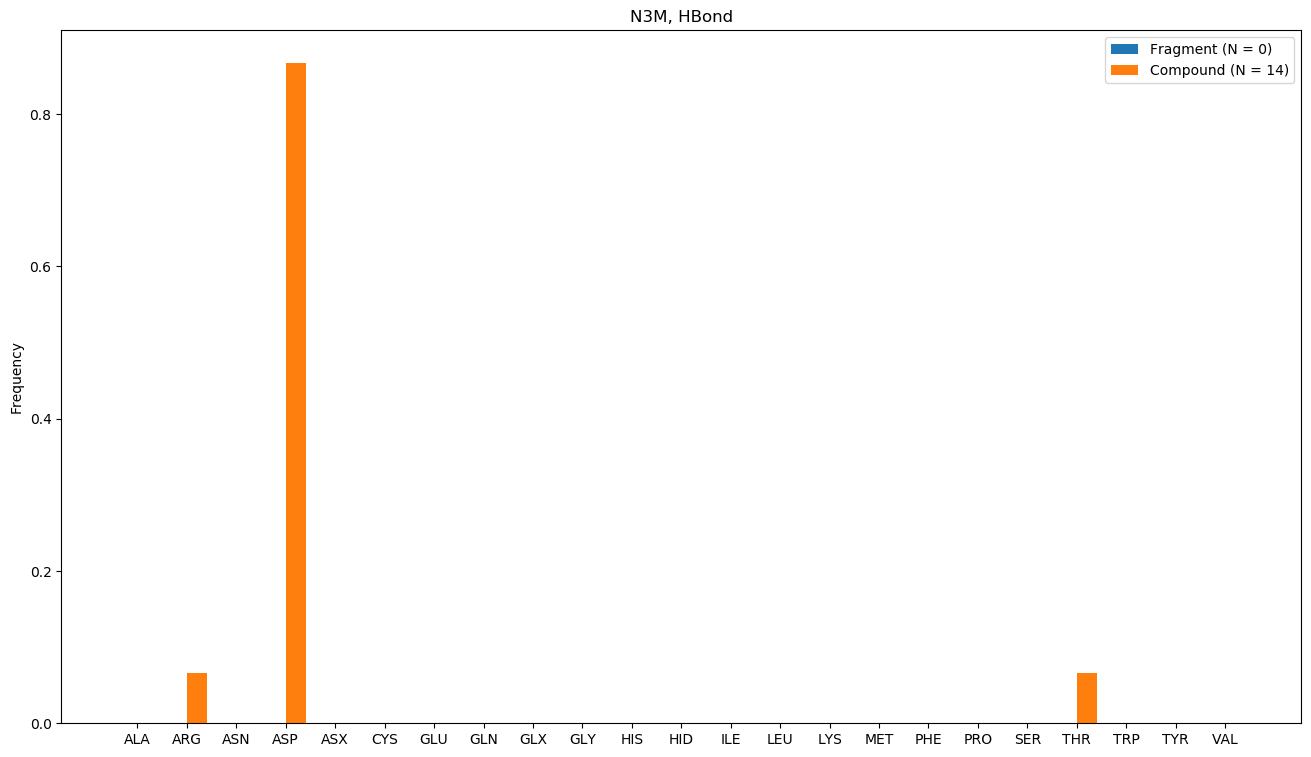 N3M, HBond
Fragment (N = 0)
Compound (N = 14)
Frequency
0.8
0.6
0.4
0.2
0.0
ALA ARG ASN ASP ASX CYS GLU GLN GLX GLY HIS HID ILE LEU LYS MET PHE PRO SER THR TRP TYR VAL